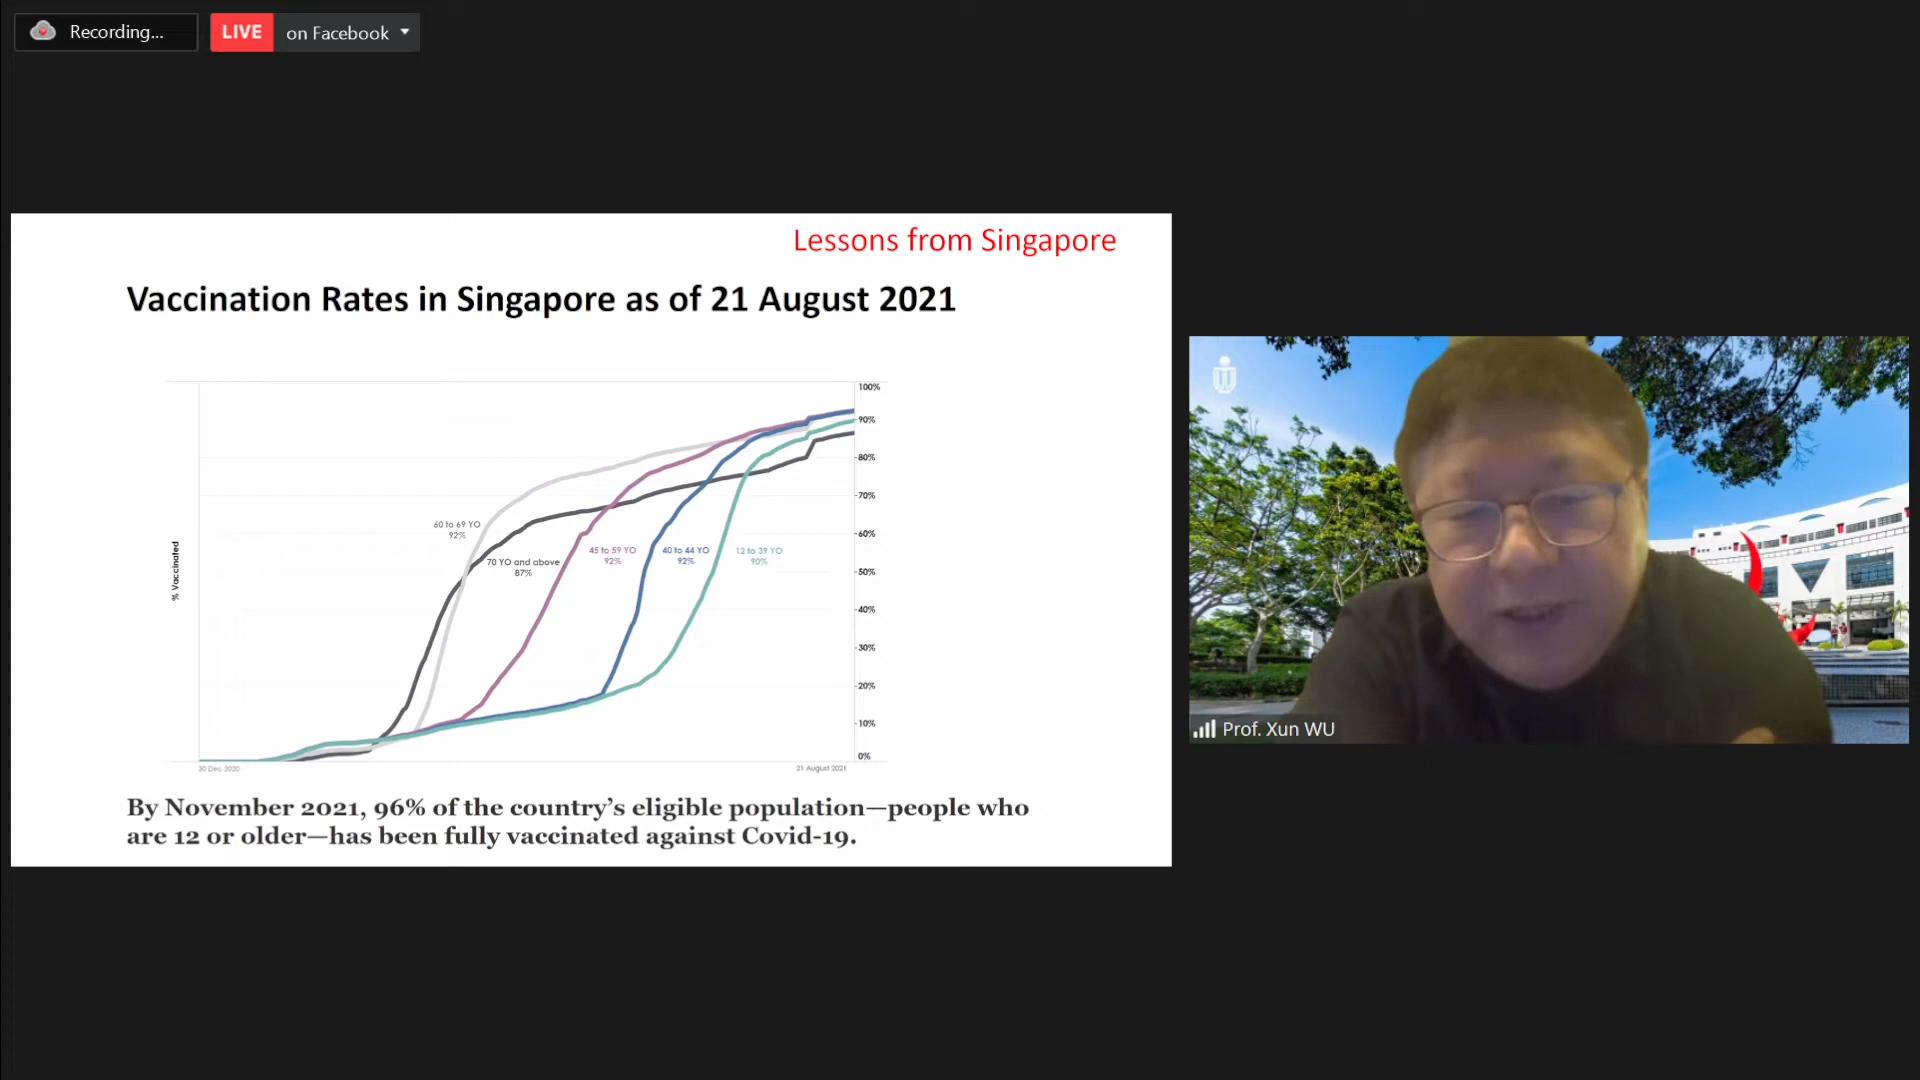 Recording...
LIVE on Facebook
Lessons from Singapore
Vaccination Rates in Singapore as of 21 August 2021
% Vaccinated
100%
90%
80%
70%
60%
50%
40%
30%
20%
10%
0%
60 to 69 YO
92%
70 YO and above
87%
45 to 59 YO
92%
40 to 44 YO
92%
12 to 39 YO
90%
30 Dec 2020
21 August 2021
By November 2021, 96% of the country’s eligible population—people who
are 12 or older—has been fully vaccinated against Covid-19.
Prof. Xun WU